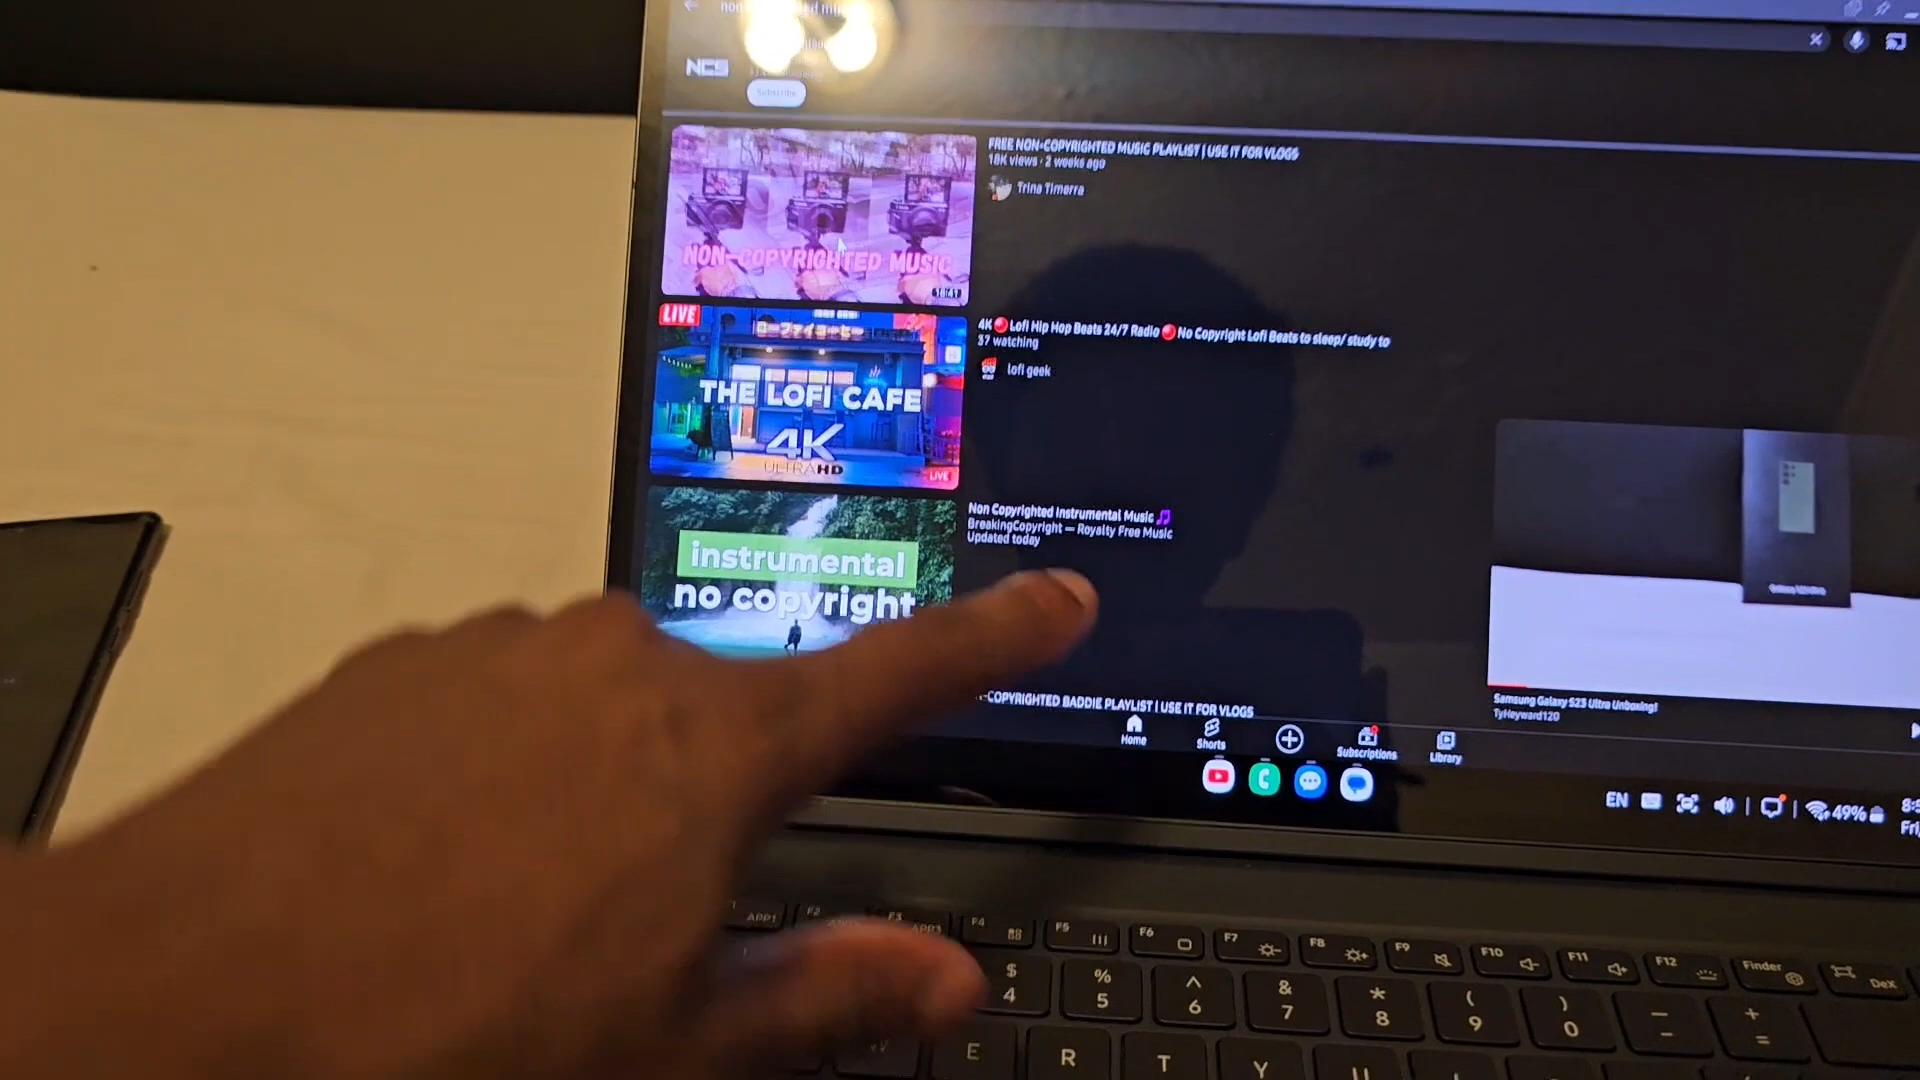 NCS
Subscribe
FREE NON-COPYRIGHTED MUSIC PLAYLIST | USE IT FOR VLOGS
18K views · 2 weeks ago
Trina Timorra
NON-COPYRIGHTED MUSIC
LIVE
4K🔴Lofi Hip Hop Beats 24/7 Radio 🔴No Copyright Lofi Beats to sleep/ study to
37 watching
lofi geek
THE LOFI CAFE
4K
ULTRAHD
LIVE
Non Copyrighted Instrumental Music 🎵
BreakingCopyright — Royalty Free Music
Updated today
instrumental
no copyright
-COPYRIGHTED BADDIE PLAYLIST | USE IT FOR VLOGS
Samsung Galaxy S23 Ultra Unboxing!
TyHeyward120
Home
Shorts
Subscriptions
Library
EN
49%
APP1
F2
F3
APP3
F4
F5
F6
F7
F8
F9
F10
F11
F12
Finder
DeX
$ 4
% 5
^ 6
& 7
* 8
( 9
) 0
_ -
+ =
E
R
T
Y